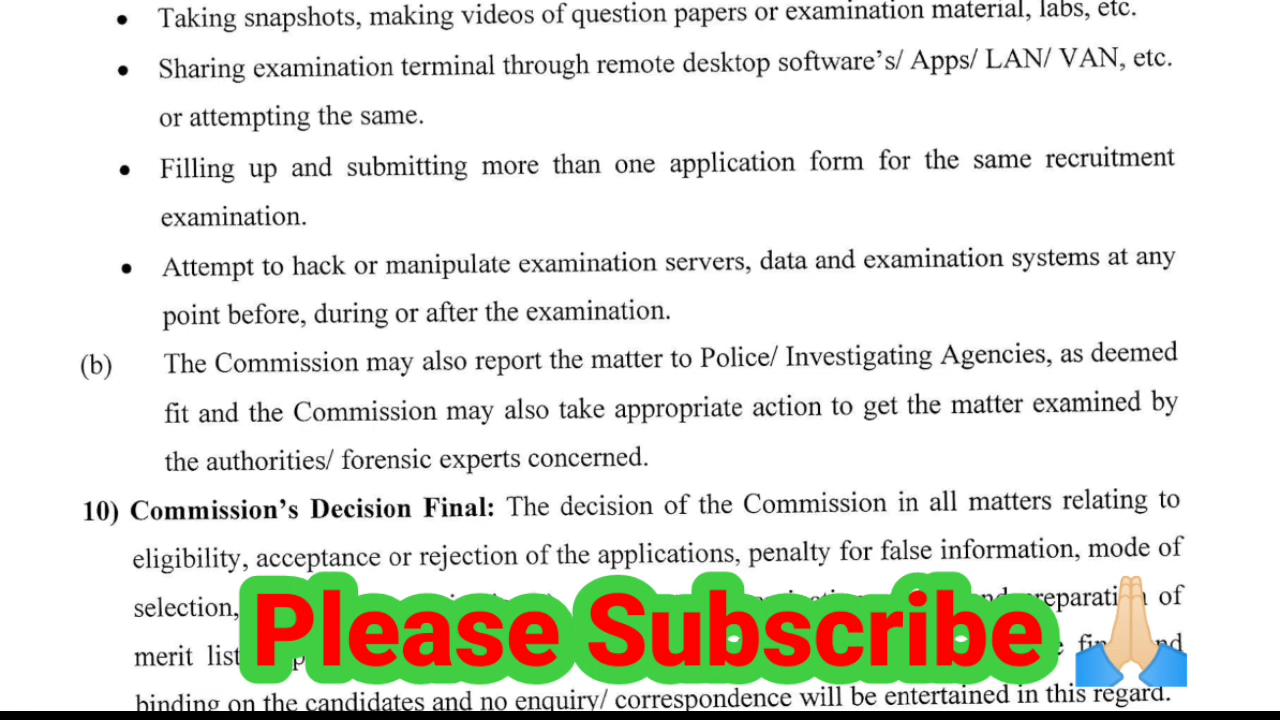 • Taking snapshots, making videos of question papers or examination material, labs, etc.
• Sharing examination terminal through remote desktop software's/ Apps/ LAN/ VAN, etc.
or attempting the same.
• Filling up and submitting more than one application form for the same recruitment
examination.
• Attempt to hack or manipulate examination servers, data and examination systems at any
point before, during or after the examination.
(b) The Commission may also report the matter to Police/ Investigating Agencies, as deemed
fit and the Commission may also take appropriate action to get the matter examined by
the authorities/ forensic experts concerned.
10) Commission's Decision Final: The decision of the Commission in all matters relating to
eligibility, acceptance or rejection of the applications, penalty for false information, mode of
selection, of
merit list
Please Subscribe
binding on the candidates and no enquiry/ correspondence will be entertained in this regard.